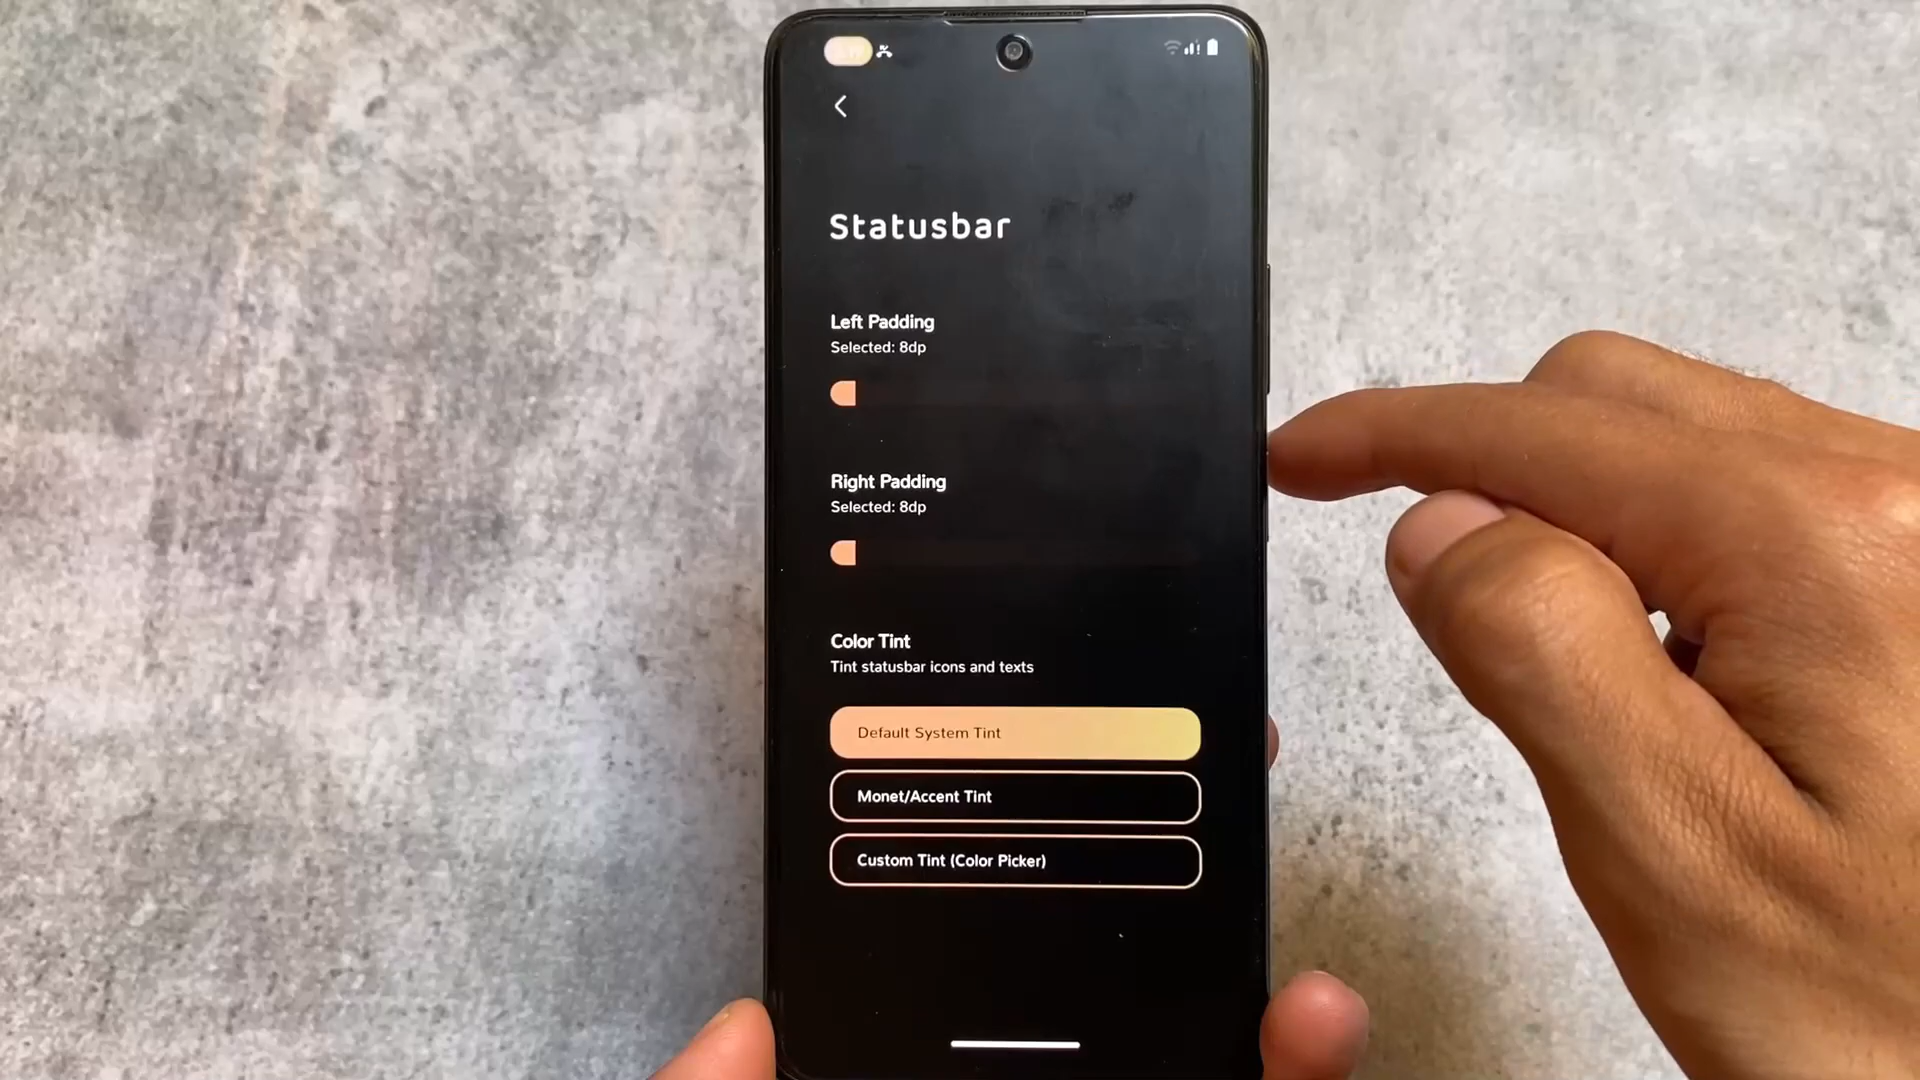 Statusbar
Left Padding
Selected: 8dp
Right Padding
Selected: 8dp
Color Tint
Tint statusbar icons and texts
Default System Tint
Monet/Accent Tint
Custom Tint (Color Picker)